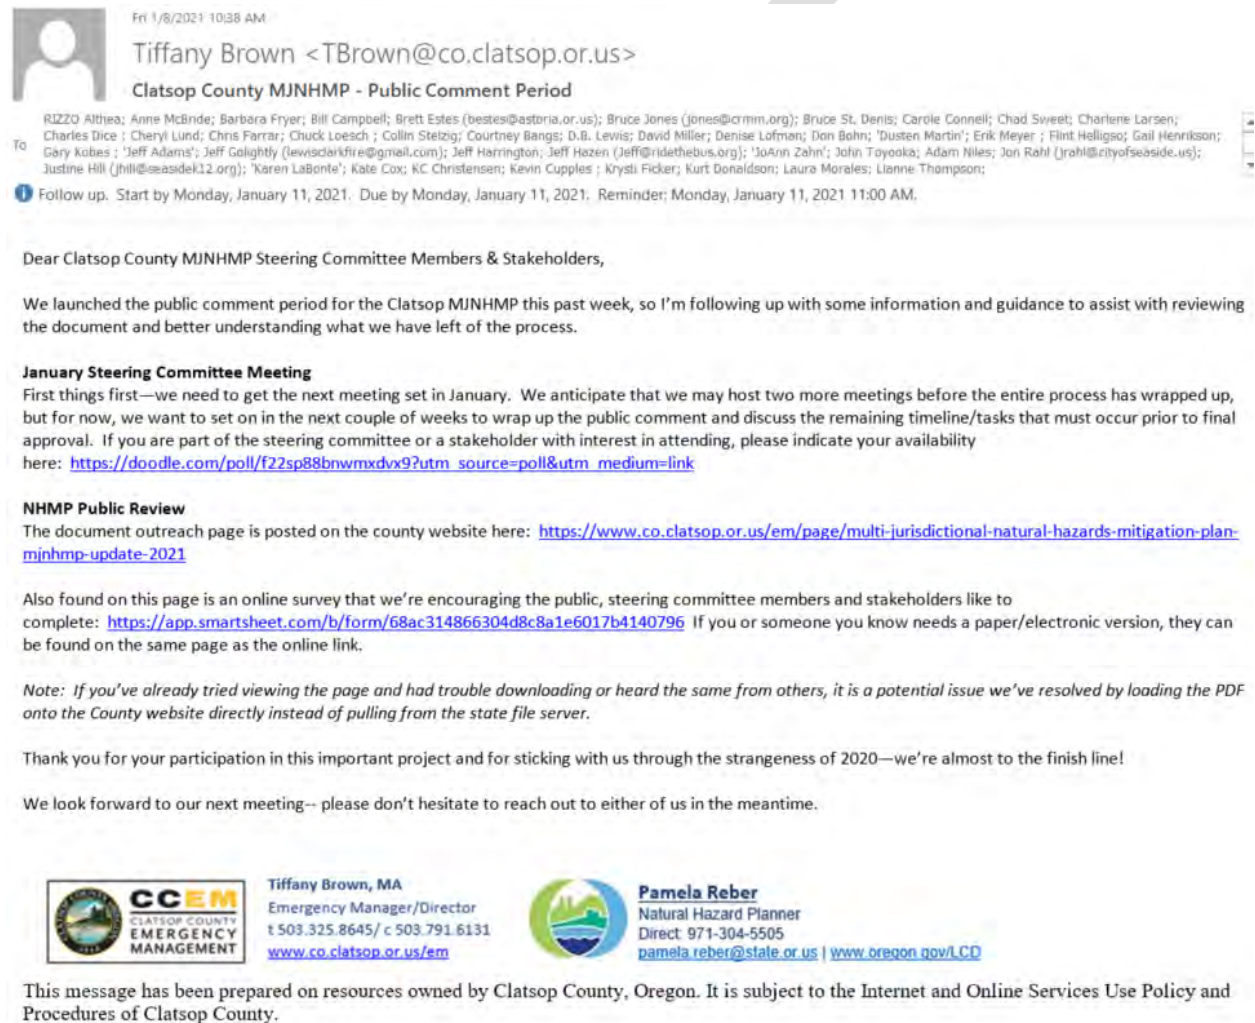 Fri 1/8/2021 10:38 AM
Tiffany Brown <TBrown@co.clatsop.or.us>
Clatsop County MJNHMP - Public Comment Period
RIZZO Althea; Anne McBride; Barbara Fryer; Bill Campbell; Brett Estes (bestes@astoria.or.us); Bruce Jones (jones@crmm.org); Bruce St. Denis; Carole Connell; Chad Sweet; Charlene Larsen;
To Charles Dice ; Cheryl Lund; Chris Farrar; Chuck Loesch ; Collin Stelzig; Courtney Bangs; D.B. Lewis; David Miller; Denise Lofman; Don Bohn; 'Dusten Martin'; Erik Meyer ; Flint Helligso; Gail Henrikson;
Gary Kobes ; 'Jeff Adams'; Jeff Golightly (lewisclarkfire@gmail.com); Jeff Harrington; Jeff Hazen (Jeff@ridethebus.org); 'JoAnn Zahn'; John Toyooka; Adam Niles; Jon Rahl (jrahl@cityofseaside.us);
Justine Hill (jhill@seasidek12.org); 'Karen LaBonte'; Kate Cox; KC Christensen; Kevin Cupples ; Krysti Ficker; Kurt Donaldson; Laura Morales; Lianne Thompson;
Follow up. Start by Monday, January 11, 2021. Due by Monday, January 11, 2021. Reminder: Monday, January 11, 2021 11:00 AM.
Dear Clatsop County MJNHMP Steering Committee Members & Stakeholders,
We launched the public comment period for the Clatsop MJNHMP this past week, so I'm following up with some information and guidance to assist with reviewing
the document and better understanding what we have left of the process.
January Steering Committee Meeting
First things first—we need to get the next meeting set in January. We anticipate that we may host two more meetings before the entire process has wrapped up,
but for now, we want to set on in the next couple of weeks to wrap up the public comment and discuss the remaining timeline/tasks that must occur prior to final
approval. If you are part of the steering committee or a stakeholder with interest in attending, please indicate your availability
here: https://doodle.com/poll/f22sp88bnwmxdvx9?utm_source=poll&utm_medium=link
NHMP Public Review
The document outreach page is posted on the county website here: https://www.co.clatsop.or.us/em/page/multi-jurisdictional-natural-hazards-mitigation-plan-
mjnhmp-update-2021
Also found on this page is an online survey that we're encouraging the public, steering committee members and stakeholders like to
complete: https://app.smartsheet.com/b/form/68ac314866304d8c8a1e6017b4140796 If you or someone you know needs a paper/electronic version, they can
be found on the same page as the online link.
Note: If you've already tried viewing the page and had trouble downloading or heard the same from others, it is a potential issue we've resolved by loading the PDF
onto the County website directly instead of pulling from the state file server.
Thank you for your participation in this important project and for sticking with us through the strangeness of 2020—we're almost to the finish line!
We look forward to our next meeting-- please don't hesitate to reach out to either of us in the meantime.
CCEM
CLATSOP COUNTY
EMERGENCY
MANAGEMENT
Tiffany Brown, MA
Emergency Manager/Director
t 503.325.8645/ c 503.791.6131
www.co.clatsop.or.us/em
Pamela Reber
Natural Hazard Planner
Direct: 971-304-5505
pamela.reber@state.or.us | www.oregon.gov/LCD
This message has been prepared on resources owned by Clatsop County, Oregon. It is subject to the Internet and Online Services Use Policy and
Procedures of Clatsop County.